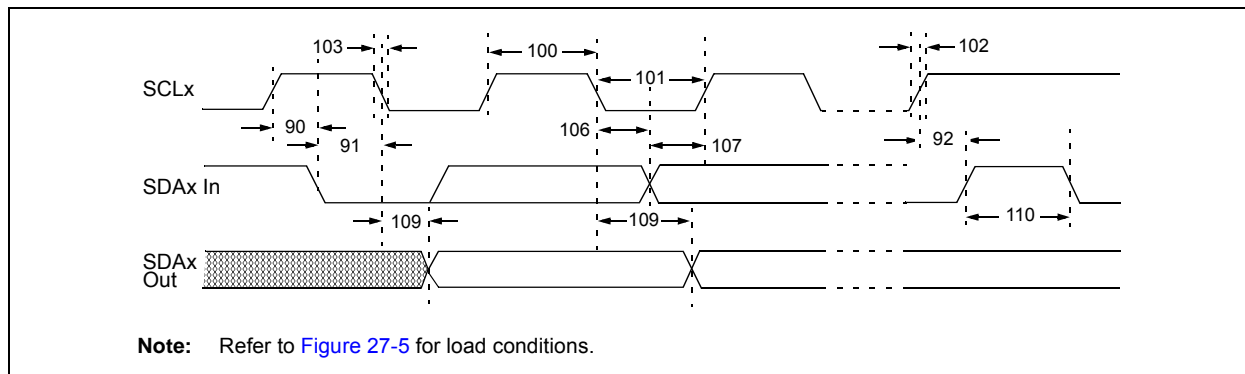 103
100
102
101
SCLx
90
106
91
107
92
SDAx In
109
109
110
SDAx
Out
Note: Refer to Figure 27-5 for load conditions.